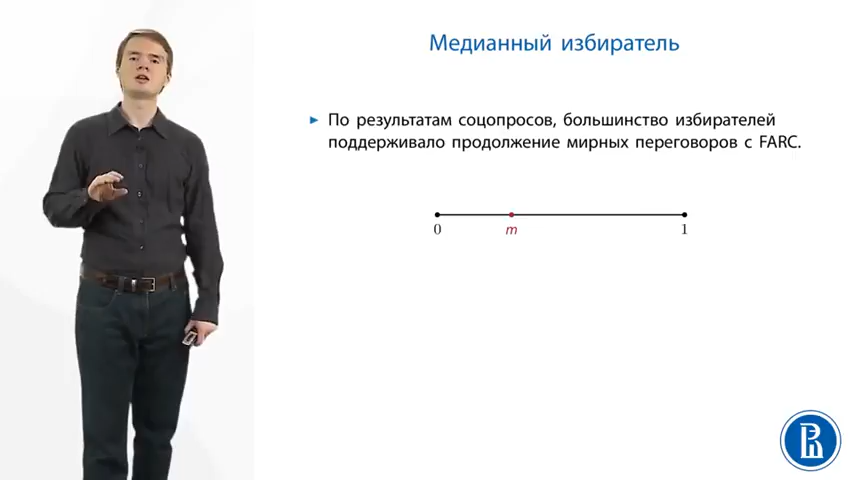 Медианный избиратель
По результатам соцопросов, большинство избирателей
поддерживало продолжение мирных переговоров с FARC.
0 m 1